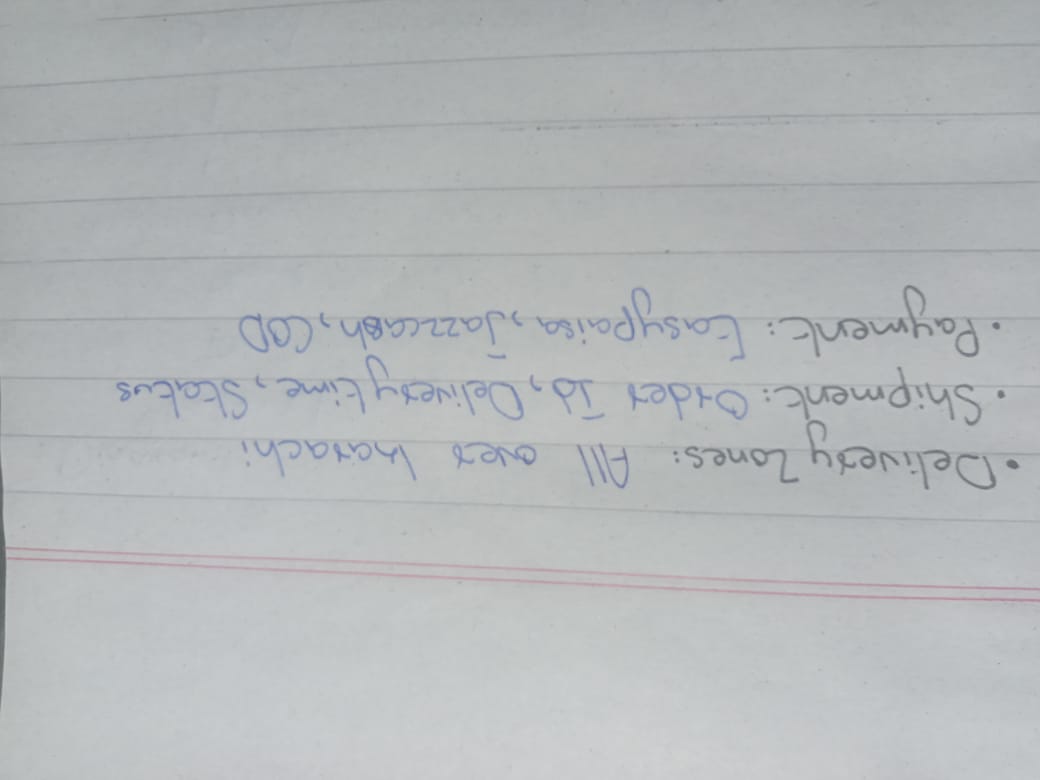 • Delivery Zones: All over karachi
• Shipment: Order Id, Delivery time, Status
• Payment: Easypaisa, Jazzcash, COD